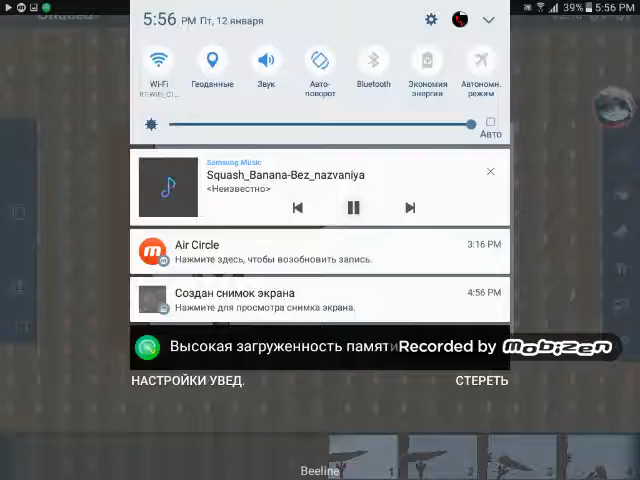 39% 5:56 PM
5:56 PM Пт, 12 января
Wi-Fi
Геоданные
Звук
Авто-
поворот
Bluetooth
Экономия
энергии
Автономн.
режим
Авто
Samsung Music
Squash_Banana-Bez_nazvaniya
<Неизвестно>
Air Circle
3:16 PM
Нажмите здесь, чтобы возобновить запись.
Создан снимок экрана
4:56 PM
Нажмите для просмотра снимка экрана.
Высокая загруженность памяти
Recorded by mobizen
НАСТРОЙКИ УВЕД.
СТЕРЕТЬ
Beeline
1
2
3